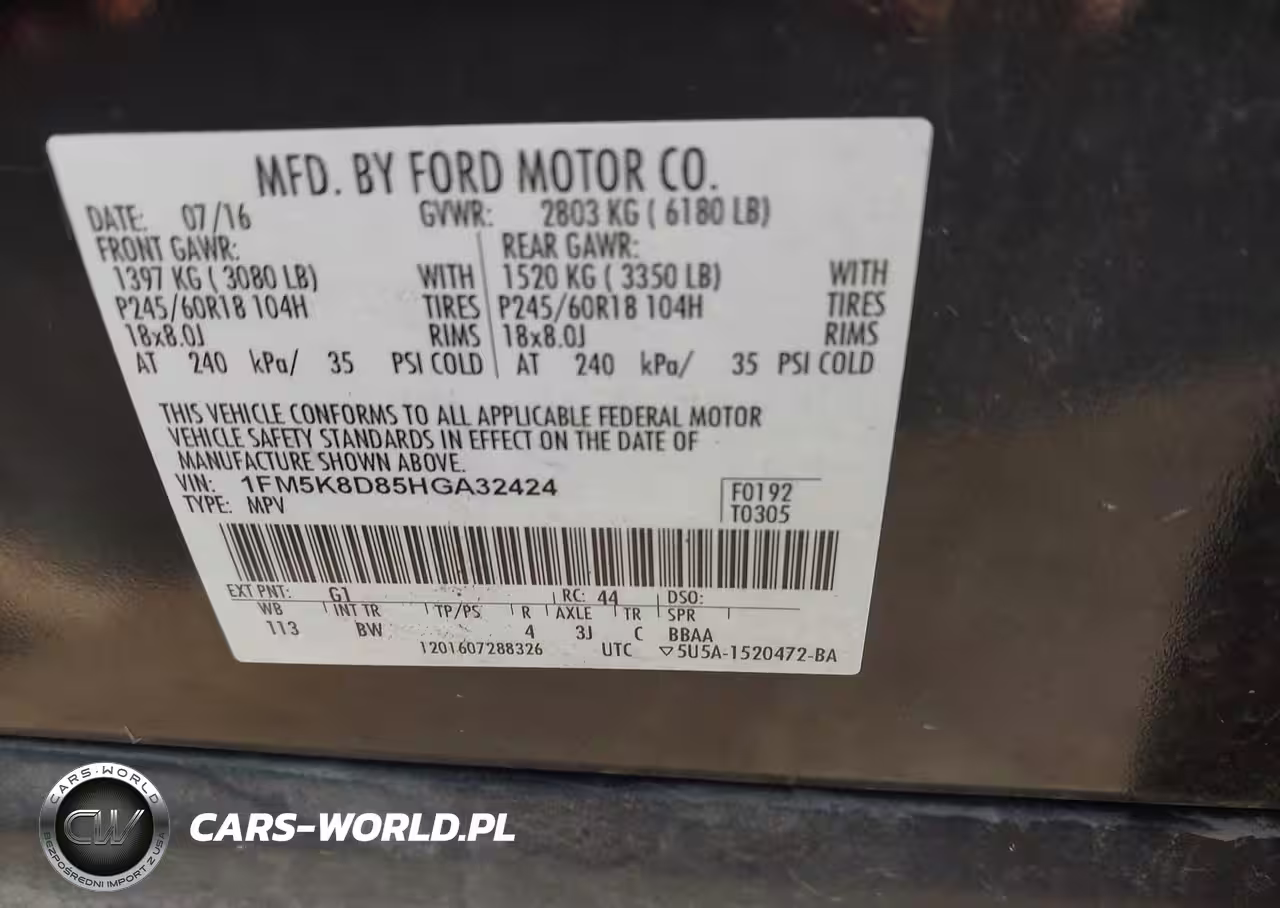 MFD. BY FORD MOTOR CO.
DATE: 07/16 GVWR: 2803 KG ( 6180 LB)
FRONT GAWR: REAR GAWR:
1397 KG ( 3080 LB) WITH 1520 KG ( 3350 LB) WITH
P245/60R18 104H TIRES P245/60R18 104H TIRES
18x8.0J RIMS 18x8.0J RIMS
AT 240 kPa/ 35 PSI COLD AT 240 kPa/ 35 PSI COLD
THIS VEHICLE CONFORMS TO ALL APPLICABLE FEDERAL MOTOR
VEHICLE SAFETY STANDARDS IN EFFECT ON THE DATE OF
MANUFACTURE SHOWN ABOVE.
VIN: 1FM5K8D85HGA32424 F0192
TYPE: MPV T0305
EXT PNT: G1 RC: 44 DSO:
WB INT TR TP/PS R AXLE TR SPR
113 BW 4 3J C BBAA
1201607288326 UTC ▽5U5A-1520472-BA
CARS-WORLD
CW
BEZPOŚREDNI IMPORT Z USA
CARS-WORLD.PL